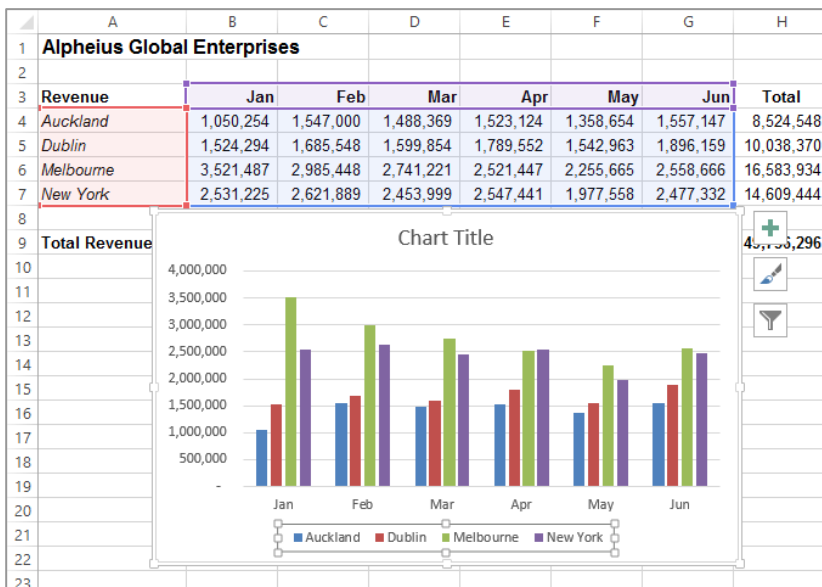 A B C D E F G H
1 Alpheius Global Enterprises
2
3 Revenue Jan Feb Mar Apr May Jun Total
4 Auckland 1,050,254 1,547,000 1,488,369 1,523,124 1,358,654 1,557,147 8,524,548
5 Dublin 1,524,294 1,685,548 1,599,854 1,789,552 1,542,963 1,896,159 10,038,370
6 Melbourne 3,521,487 2,985,448 2,741,221 2,521,447 2,255,665 2,558,666 16,583,934
7 New York 2,531,225 2,621,889 2,453,999 2,547,441 1,977,558 2,477,332 14,609,444
8
Chart Title
9 Total Revenue
10
4,000,000
11
3,500,000
12
3,000,000
13
2,500,000
14
2,000,000
15
1,500,000
16
1,000,000
17
18
500,000
19
-
20
Jan Feb Mar Apr May Jun
21
Auckland Dublin Melbourne New York
22
23